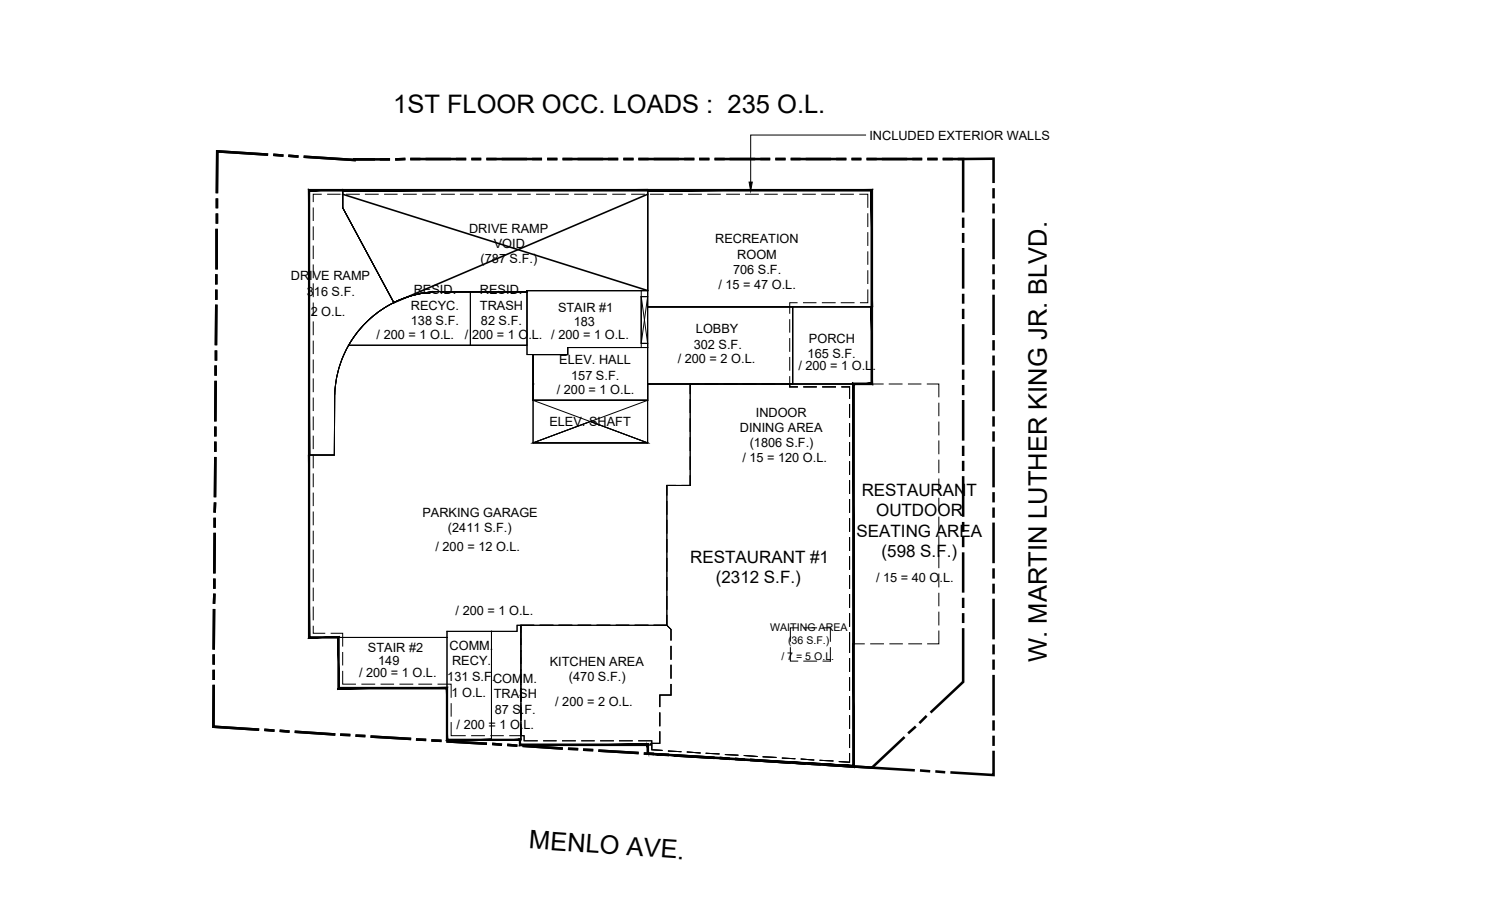 1ST FLOOR OCC. LOADS : 235 O.L.
INCLUDED EXTERIOR WALLS
DRIVE RAMP
VOID
(787 S.F.)
RECREATION
ROOM
706 S.F.
/ 15 = 47 O.L.
DRIVE RAMP
316 S.F.
2 O.L.
RESID.
RECYC.
138 S.F.
/ 200 = 1 O.L.
RESID.
TRASH
82 S.F.
/ 200 = 1 O.L.
STAIR #1
183
/ 200 = 1 O.L.
LOBBY
302 S.F.
/ 200 = 2 O.L.
PORCH
165 S.F.
/ 200 = 1 O.L.
ELEV. HALL
157 S.F.
/ 200 = 1 O.L.
ELEV. SHAFT
INDOOR
DINING AREA
(1806 S.F.)
/ 15 = 120 O.L.
PARKING GARAGE
(2411 S.F.)
/ 200 = 12 O.L.
RESTAURANT
OUTDOOR
SEATING AREA
(598 S.F.)
/ 15 = 40 O.L.
RESTAURANT #1
(2312 S.F.)
WAITING AREA
(36 S.F.)
/ 7 = 5 O.L.
/ 200 = 1 O.L.
STAIR #2
149
/ 200 = 1 O.L.
COMM.
RECY.
131 S.F.
1 O.L.
COMM.
TRASH
87 S.F.
/ 200 = 1 O.L.
KITCHEN AREA
(470 S.F.)
/ 200 = 2 O.L.
W. MARTIN LUTHER KING JR. BLVD.
MENLO AVE.